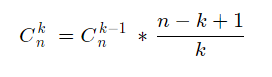 C_n^k = C_n^{k-1} * \frac{n-k+1}{k}